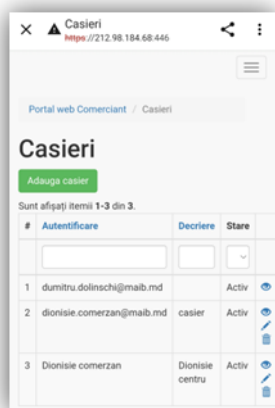 Casieri
https://212.98.184.68:446
Portal web Comerciant / Casieri
Casieri
Adauga casier
Sunt afișați itemii 1-3 din 3.
# Autentificare Decriere Stare
1 dumitru.dolinschi@maib.md Activ
2 dionisie.comerzan@maib.md casier Activ
3 Dionisie comerzan Dionisie centru Activ